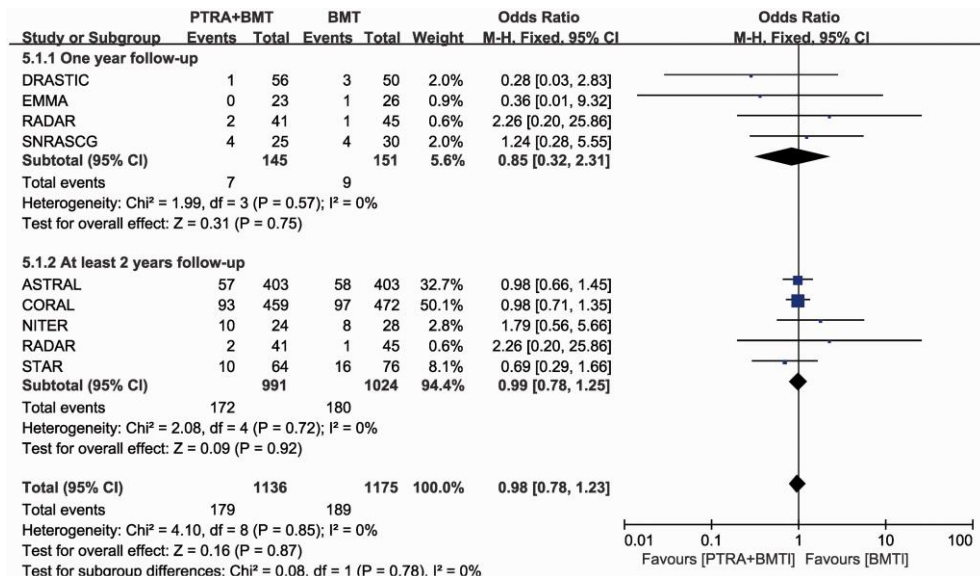 PTRA+BMT BMT Odds Ratio Odds Ratio
Study or Subgroup Events Total Events Total Weight M-H, Fixed, 95% CI M-H, Fixed, 95% CI
5.1.1 One year follow-up
DRASTIC 1 56 3 50 2.0% 0.28 [0.03, 2.83]
EMMA 0 23 1 26 0.9% 0.36 [0.01, 9.32]
RADAR 2 41 1 45 0.6% 2.26 [0.20, 25.86]
SNRASCG 4 25 4 30 2.0% 1.24 [0.28, 5.55]
Subtotal (95% CI) 145 151 5.6% 0.85 [0.32, 2.31]
Total events 7 9
Heterogeneity: Chi² = 1.99, df = 3 (P = 0.57); I² = 0%
Test for overall effect: Z = 0.31 (P = 0.75)
5.1.2 At least 2 years follow-up
ASTRAL 57 403 58 403 32.7% 0.98 [0.66, 1.45]
CORAL 93 459 97 472 50.1% 0.98 [0.71, 1.35]
NITER 10 24 8 28 2.8% 1.79 [0.56, 5.66]
RADAR 2 41 1 45 0.6% 2.26 [0.20, 25.86]
STAR 10 64 16 76 8.1% 0.69 [0.29, 1.66]
Subtotal (95% CI) 991 1024 94.4% 0.99 [0.78, 1.25]
Total events 172 180
Heterogeneity: Chi² = 2.08, df = 4 (P = 0.72); I² = 0%
Test for overall effect: Z = 0.09 (P = 0.92)
Total (95% CI) 1136 1175 100.0% 0.98 [0.78, 1.23]
Total events 179 189
Heterogeneity: Chi² = 4.10, df = 8 (P = 0.85); I² = 0%
Test for overall effect: Z = 0.16 (P = 0.87)
Test for subgroup differences: Chi² = 0.08, df = 1 (P = 0.78), I² = 0%
0.01 0.1 1 10 100
Favours [PTRA+BMTI] Favours [BMTI]